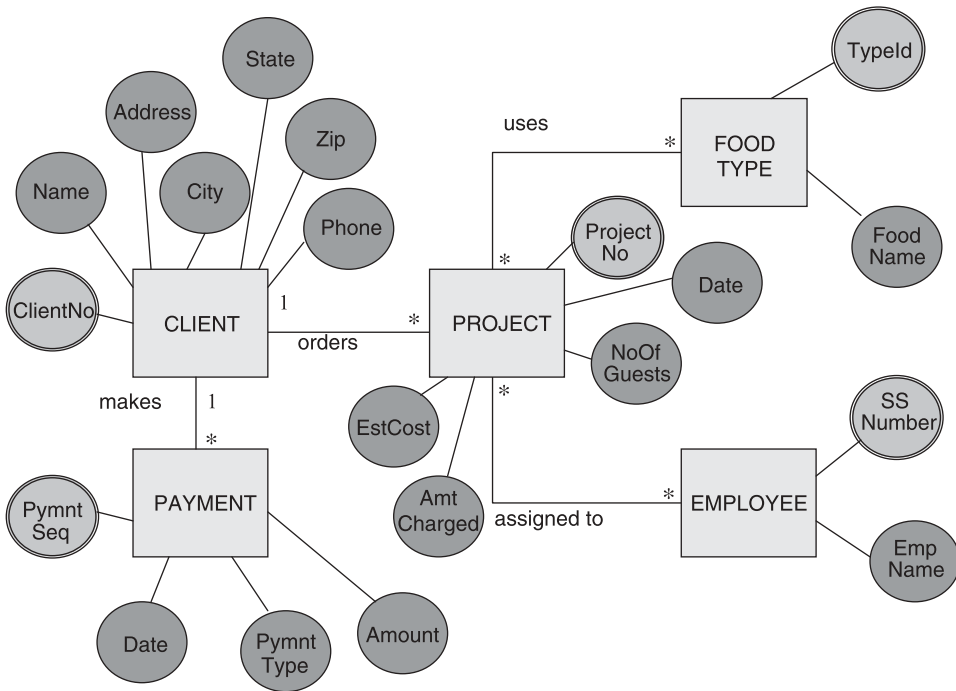 State
TypeId
Address
Zip
uses
*
FOOD
TYPE
Name
City
Phone
Project
No
Food
Name
*
Date
ClientNo
CLIENT
1
orders
*
PROJECT
NoOf
Guests
makes
1
*
EstCost
SS
Number
*
PAYMENT
Pymnt
Seq
Amt
Charged
*
assigned to
EMPLOYEE
Emp
Name
Date
Pymnt
Type
Amount